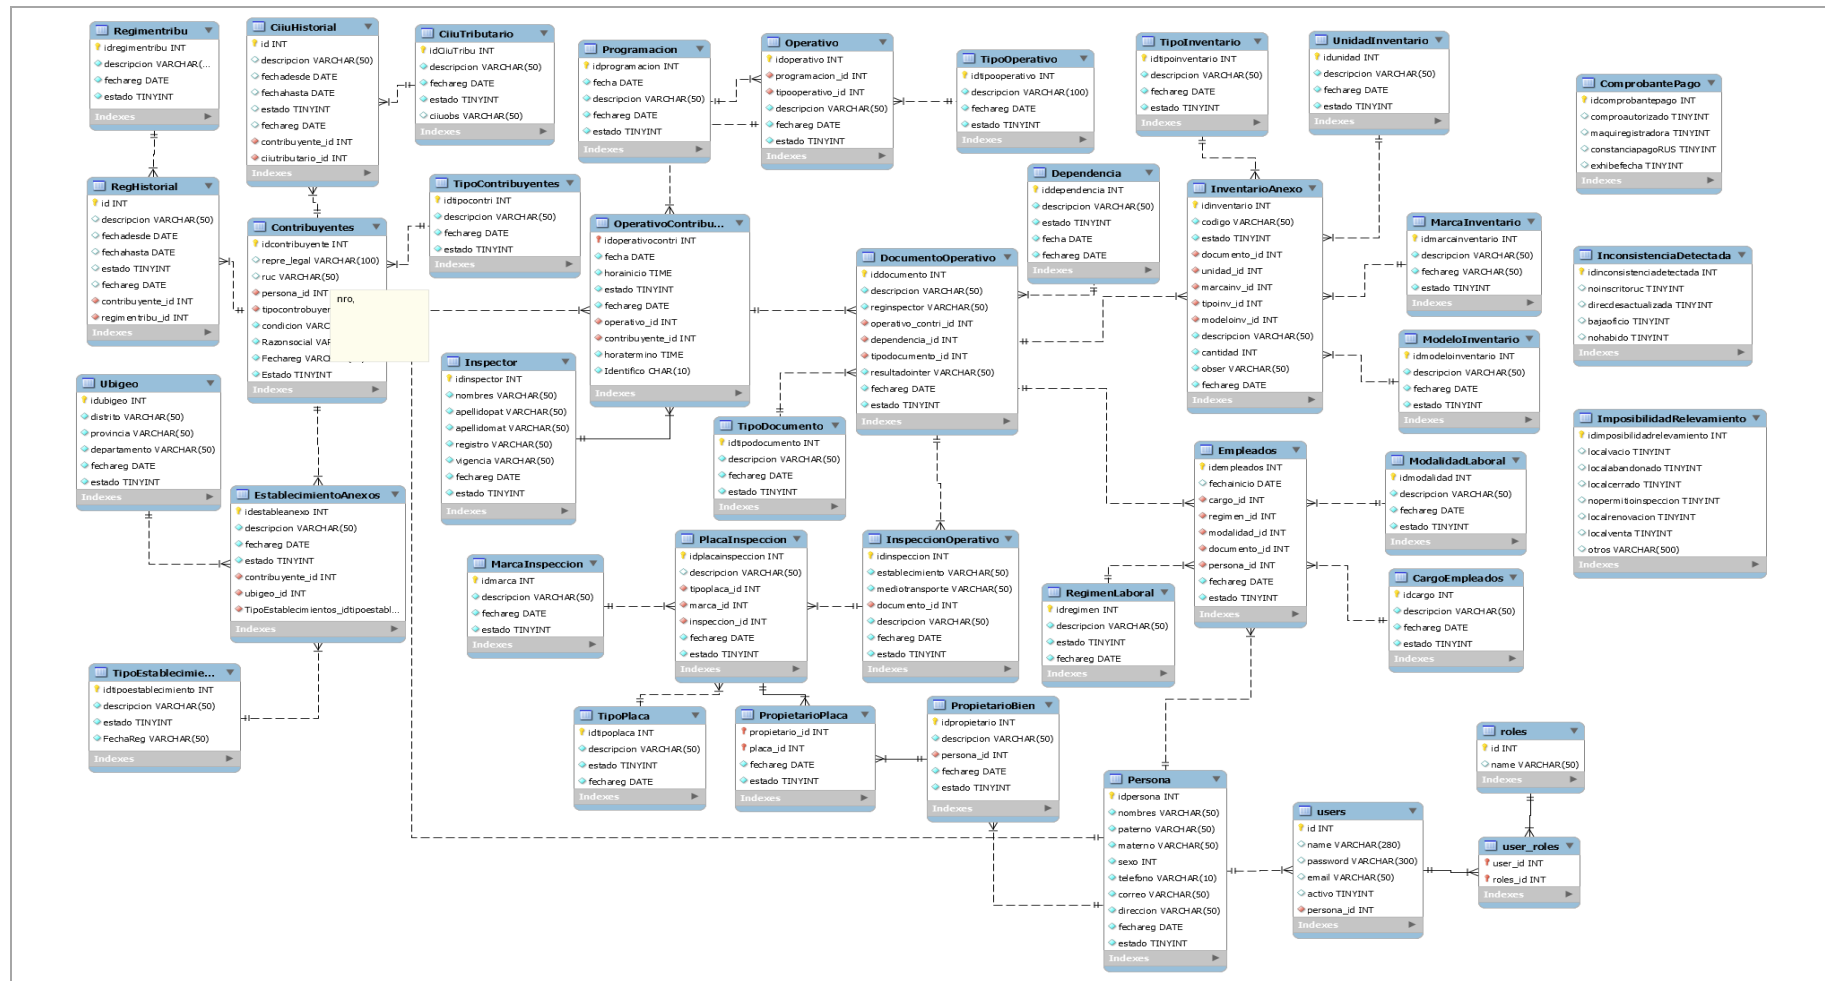 Regimentribu
idregimentribu INT
descripcion VARCHAR(...
fechareg DATE
estado TINYINT
Indexes
CiiuHistorial
id INT
descripcion VARCHAR(50)
fechadesde DATE
fechahasta DATE
estado TINYINT
fechareg DATE
contribuyente_id INT
ciiutributario_id INT
Indexes
CiiuTributario
idCiiuTribu INT
descripcion VARCHAR(50)
fechareg DATE
estado TINYINT
ciiuobs VARCHAR(50)
Indexes
Programacion
idprogramacion INT
fecha DATE
descripcion VARCHAR(50)
fechareg DATE
estado TINYINT
Indexes
Operativo
idoperativo INT
programacion_id INT
tipooperativo_id INT
descripcion VARCHAR(50)
fechareg DATE
estado TINYINT
Indexes
TipoOperativo
idtipooperativo INT
descripcion VARCHAR(100)
fechareg DATE
estado TINYINT
Indexes
TipoInventario
idtipoinventario INT
descripcion VARCHAR(50)
fechareg DATE
estado TINYINT
Indexes
UnidadInventario
idunidad INT
descripcion VARCHAR(50)
fechareg DATE
estado TINYINT
Indexes
ComprobantePago
idcomprobantepago INT
comproautorizado TINYINT
maquiregistradora TINYINT
constanciapagoRUS TINYINT
exhibefecha TINYINT
Indexes
RegHistorial
id INT
descripcion VARCHAR(50)
fechadesde DATE
fechahasta DATE
estado TINYINT
fechareg DATE
contribuyente_id INT
regimentribu_id INT
Indexes
Contribuyentes
idcontribuyente INT
repre_legal VARCHAR(100)
ruc VARCHAR(50)
persona_id INT
tipocontrobuyen
condicion VARC
Razonsocial VAR
Fechareg VARC
Estado TINYINT
Indexes
nro,
TipoContribuyentes
idtipocontri INT
descripcion VARCHAR(50)
fechareg DATE
estado TINYINT
Indexes
OperativoContribu...
idoperativocontri INT
fecha DATE
horainicio TIME
estado TINYINT
fechareg DATE
operativo_id INT
contribuyente_id INT
horatermino TIME
Identifico CHAR(10)
Indexes
DocumentoOperativo
iddocumento INT
descripcion VARCHAR(50)
reginspector VARCHAR(50)
operativo_contri_id INT
dependencia_id INT
tipodocumento_id INT
resultadointer VARCHAR(50)
fechareg DATE
estado TINYINT
Indexes
Dependencia
iddependencia INT
descripcion VARCHAR(50)
estado TINYINT
fecha DATE
fechareg DATE
Indexes
InventarioAnexo
idinventario INT
codigo VARCHAR(50)
estado TINYINT
documento_id INT
unidad_id INT
marcainv_id INT
tipoinv_id INT
modeloinv_id INT
descripcion VARCHAR(50)
cantidad INT
obser VARCHAR(50)
fechareg DATE
Indexes
MarcaInventario
idmarcainventario INT
descripcion VARCHAR(50)
fechareg VARCHAR(50)
estado TINYINT
Indexes
InconsistenciaDetectada
idinconsistenciadetectada INT
noinscritoruc TINYINT
direcdesactualizada TINYINT
bajaoficio TINYINT
nohabido TINYINT
Indexes
ModeloInventario
idmodeloinventario INT
descripcion VARCHAR(50)
fechareg DATE
estado TINYINT
Indexes
Inspector
idinspector INT
nombres VARCHAR(50)
apellidopat VARCHAR(50)
apellidomat VARCHAR(50)
registro VARCHAR(50)
vigencia VARCHAR(50)
fechareg DATE
estado TINYINT
Indexes
Ubigeo
idubigeo INT
distrito VARCHAR(50)
provincia VARCHAR(50)
departamento VARCHAR(50)
fechareg DATE
estado TINYINT
Indexes
TipoDocumento
idtipodocumento INT
descripcion VARCHAR(50)
fechareg DATE
estado TINYINT
Indexes
ImposibilidadRelevamiento
idimposibilidadrelevamiento INT
localvacio TINYINT
localabandonado TINYINT
localcerrado TINYINT
nopermitioinspeccion TINYINT
localrenovacion TINYINT
localventa TINYINT
otros VARCHAR(500)
Indexes
Empleados
idempleados INT
fechainicio DATE
cargo_id INT
regimen_id INT
modalidad_id INT
documento_id INT
persona_id INT
fechareg DATE
estado TINYINT
Indexes
ModalidadLaboral
idmodalidad INT
descripcion VARCHAR(50)
fechareg DATE
estado TINYINT
Indexes
EstablecimientoAnexos
idestableanexo INT
descripcion VARCHAR(50)
fechareg DATE
estado TINYINT
contribuyente_id INT
ubigeo_id INT
TipoEstablecimientos_idtipoestabl...
Indexes
MarcaInspeccion
idmarca INT
descripcion VARCHAR(50)
fechareg DATE
estado TINYINT
Indexes
PlacaInspeccion
idplacainspeccion INT
descripcion VARCHAR(50)
tipoplaca_id INT
marca_id INT
inspeccion_id INT
fechareg DATE
estado TINYINT
Indexes
InspeccionOperativo
idinspeccion INT
establecimiento VARCHAR(50)
mediotransporte VARCHAR(50)
documento_id INT
descripcion VARCHAR(50)
fechareg DATE
estado TINYINT
Indexes
RegimenLaboral
idregimen INT
descripcion VARCHAR(50)
estado TINYINT
fechareg DATE
Indexes
CargoEmpleados
idcargo INT
descripcion VARCHAR(50)
fechareg DATE
estado TINYINT
Indexes
TipoEstablecimie...
idtipoestablecimiento INT
descripcion VARCHAR(50)
estado TINYINT
FechaReg VARCHAR(50)
Indexes
TipoPlaca
idtipoplaca INT
descripcion VARCHAR(50)
estado TINYINT
fechareg DATE
Indexes
PropietarioPlaca
propietario_id INT
placa_id INT
fechareg DATE
estado TINYINT
Indexes
PropietarioBien
idpropietario INT
descripcion VARCHAR(50)
persona_id INT
fechareg DATE
estado TINYINT
Indexes
Persona
idpersona INT
nombres VARCHAR(50)
paterno VARCHAR(50)
materno VARCHAR(50)
sexo INT
telefono VARCHAR(10)
correo VARCHAR(50)
direccion VARCHAR(50)
fechareg DATE
estado TINYINT
Indexes
users
id INT
name VARCHAR(280)
password VARCHAR(300)
email VARCHAR(50)
activo TINYINT
persona_id INT
Indexes
roles
id INT
name VARCHAR(50)
Indexes
user_roles
user_id INT
roles_id INT
Indexes